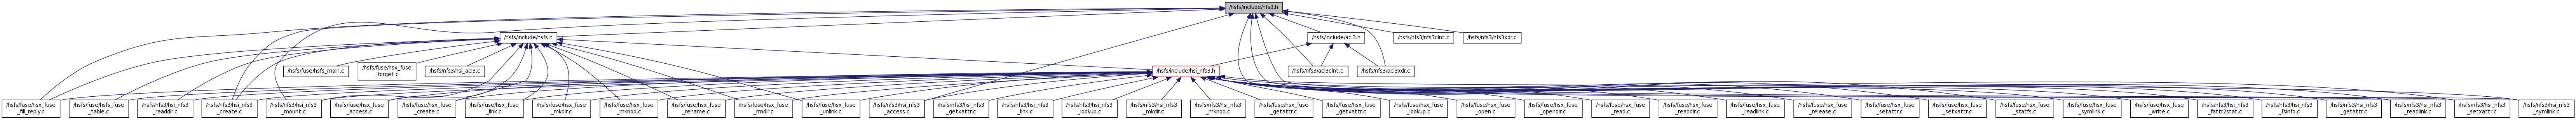 /hsfs/include/nfs3.h
/hsfs/include/hsfs.h
/hsfs/include/acl3.h
/hsfs/nfs3/nfs3clnt.c
/hsfs/nfs3/nfs3xdr.c
/hsfs/fuse/hsfs_main.c
/hsfs/fuse/hsx_fuse
_forget.c
/hsfs/nfs3/hsi_acl3.c
/hsfs/include/hsi_nfs3.h
/hsfs/nfs3/acl3clnt.c
/hsfs/nfs3/acl3xdr.c
/hsfs/fuse/hsx_fuse
_fill_reply.c
/hsfs/fuse/hsfs_fuse
_table.c
/hsfs/nfs3/hsi_nfs3
_readdir.c
/hsfs/nfs3/hsi_nfs3
_create.c
/hsfs/nfs3/hsi_nfs3
_mount.c
/hsfs/fuse/hsx_fuse
_access.c
/hsfs/fuse/hsx_fuse
_create.c
/hsfs/fuse/hsx_fuse
_link.c
/hsfs/fuse/hsx_fuse
_mkdir.c
/hsfs/fuse/hsx_fuse
_mknod.c
/hsfs/fuse/hsx_fuse
_rename.c
/hsfs/fuse/hsx_fuse
_rmdir.c
/hsfs/fuse/hsx_fuse
_unlink.c
/hsfs/nfs3/hsi_nfs3
_access.c
/hsfs/nfs3/hsi_nfs3
_getxattr.c
/hsfs/nfs3/hsi_nfs3
_link.c
/hsfs/nfs3/hsi_nfs3
_lookup.c
/hsfs/nfs3/hsi_nfs3
_mkdir.c
/hsfs/nfs3/hsi_nfs3
_mknod.c
/hsfs/fuse/hsx_fuse
_getattr.c
/hsfs/fuse/hsx_fuse
_getxattr.c
/hsfs/fuse/hsx_fuse
_lookup.c
/hsfs/fuse/hsx_fuse
_open.c
/hsfs/fuse/hsx_fuse
_opendir.c
/hsfs/fuse/hsx_fuse
_read.c
/hsfs/fuse/hsx_fuse
_readdir.c
/hsfs/fuse/hsx_fuse
_readlink.c
/hsfs/fuse/hsx_fuse
_release.c
/hsfs/fuse/hsx_fuse
_setattr.c
/hsfs/fuse/hsx_fuse
_setxattr.c
/hsfs/fuse/hsx_fuse
_statfs.c
/hsfs/fuse/hsx_fuse
_symlink.c
/hsfs/fuse/hsx_fuse
_write.c
/hsfs/nfs3/hsi_nfs3
_fattr2stat.c
/hsfs/nfs3/hsi_nfs3
_fsinfo.c
/hsfs/nfs3/hsi_nfs3
_getattr.c
/hsfs/nfs3/hsi_nfs3
_readlink.c
/hsfs/nfs3/hsi_nfs3
_setxattr.c
/hsfs/nfs3/hsi_nfs3
_symlink.c